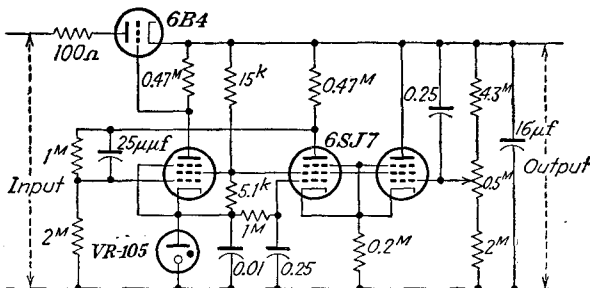 6B4
100Ω
0.47ᴹ
15ᵏ
0.47ᴹ
0.25
4.3ᴹ
16μf
25μμf
6SJ7
1ᴹ
Input
5.1ᵏ
0.5ᴹ
Output
1ᴹ
2ᴹ
VR-105
0.01
0.25
0.2ᴹ
2ᴹ